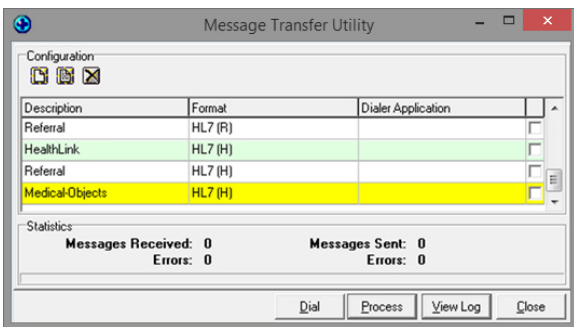 Message Transfer Utility
Configuration
Description Format Dialer Application
Referral HL7 (R)
HealthLink HL7 (H)
Referral HL7 (H)
Medical-Objects HL7 (H)
Statistics
Messages Received: 0 Messages Sent: 0
Errors: 0 Errors: 0
Dial Process View Log Close